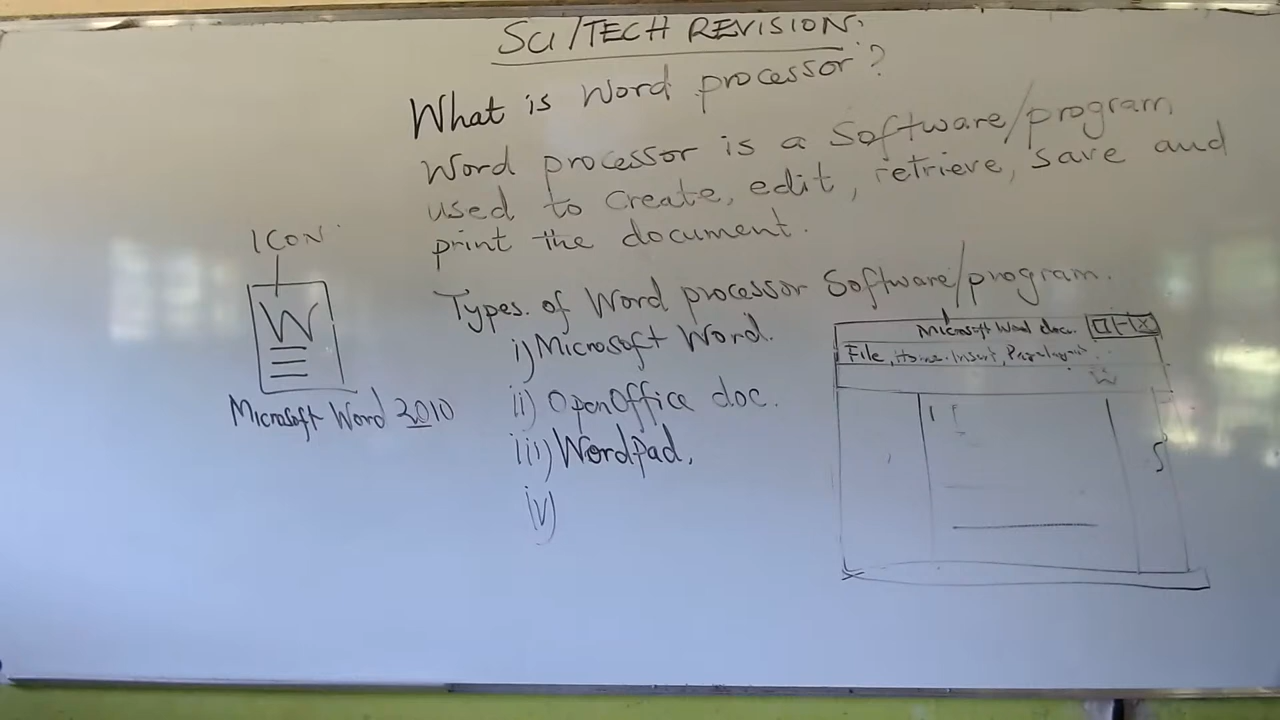 SCI/TECH REVISION.
What is Word processor?
Word processor is a Software/program
used to create, edit, retrieve, save and
print the document.
Types of Word processor Software/program.
i) Microsoft Word.
ii) OpenOffice doc.
iii) WordPad.
iv)
ICON
W
Microsoft Word 2010
Microsoft Word doc.
File, Home. Insert,